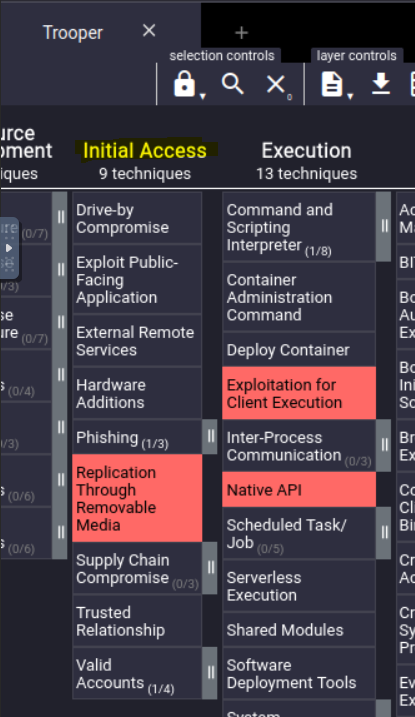 Trooper × +
selection controls layer controls
0
urce
pment
iques
Initial Access
9 techniques
Execution
13 techniques
(0/7)
/3)
se
ure (0/7)
s (0/4)
(0/3)
s (0/6)
s (0/6)
Drive-by
Compromise
Exploit Public-
Facing
Application
External Remote
Services
Hardware
Additions
Phishing (1/3)
Replication
Through
Removable
Media
Supply Chain
Compromise (0/3)
Trusted
Relationship
Valid
Accounts (1/4)
Command and
Scripting
Interpreter (1/8)
Container
Administration
Command
Deploy Container
Exploitation for
Client Execution
Inter-Process
Communication (0/3)
Native API
Scheduled Task/
Job (0/5)
Serverless
Execution
Shared Modules
Software
Deployment Tools
System
Ac
Ma
BI
Bo
Au
Ex
Bo
Ini
Sc
Br
Ex
Co
Cli
Bi
Cr
Ac
Cr
Sy
Pr
Ev
Ex